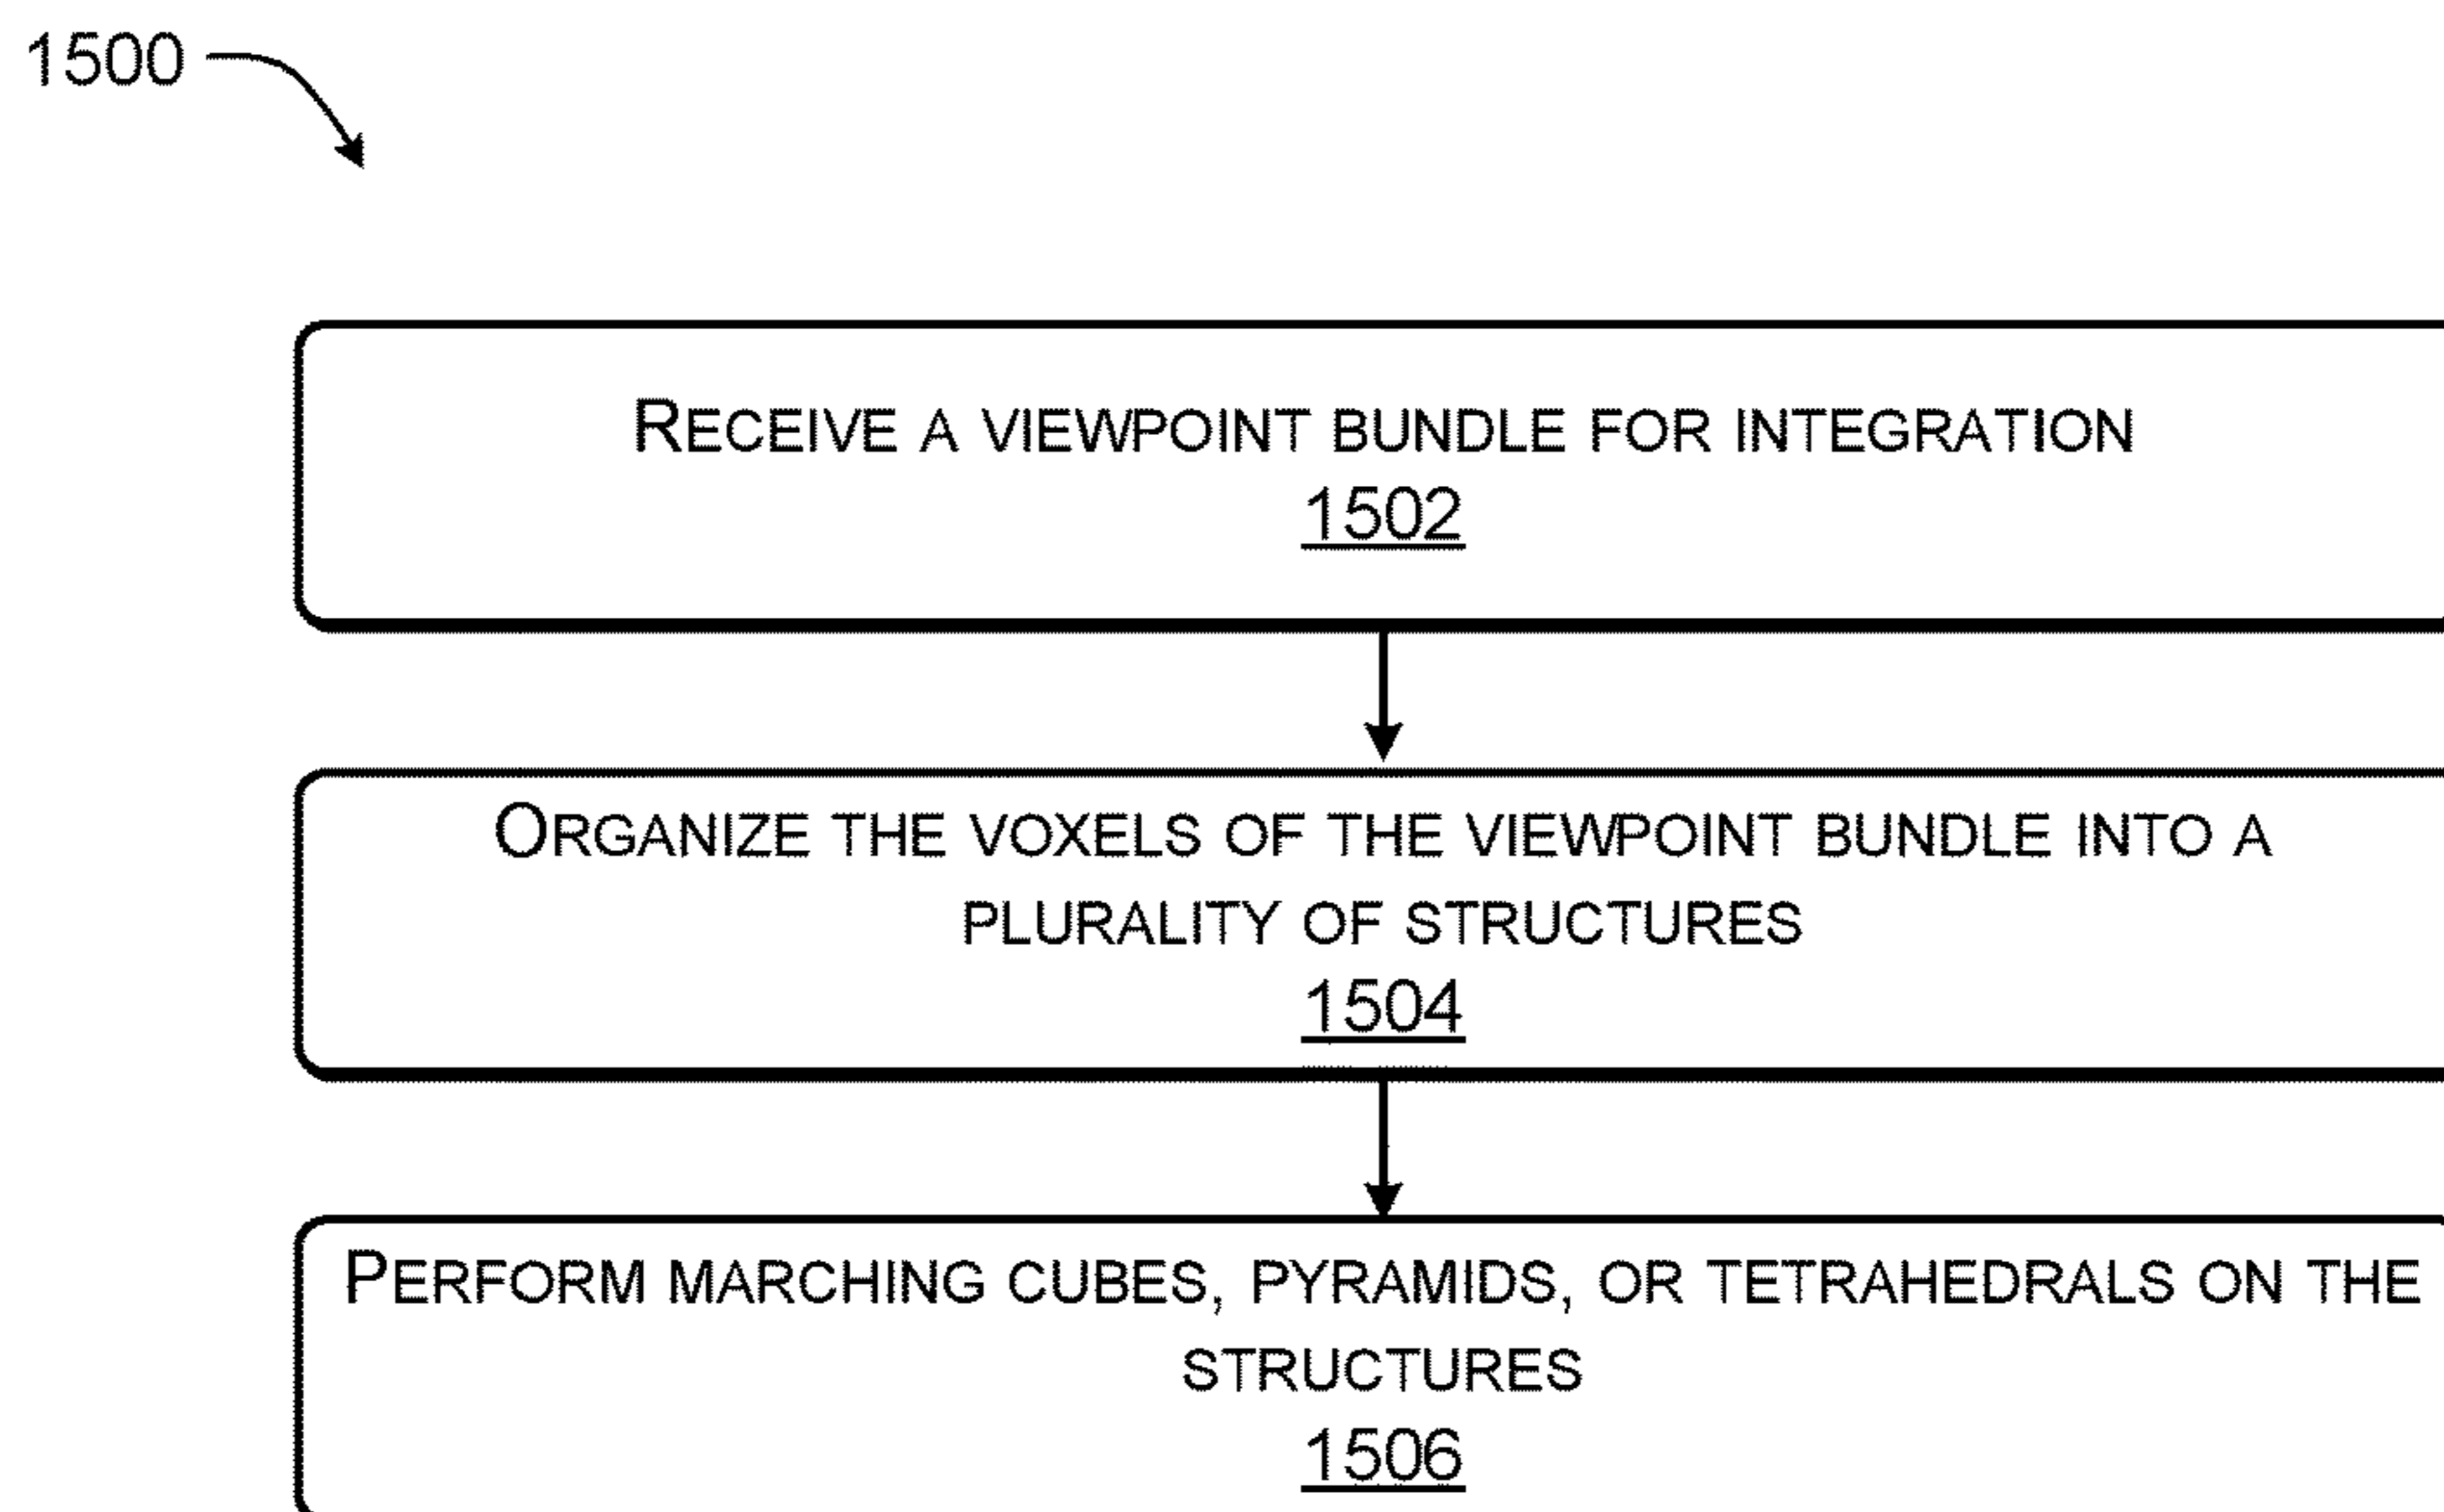 1500
RECEIVE A VIEWPOINT BUNDLE FOR INTEGRATION
1502
ORGANIZE THE VOXELS OF THE VIEWPOINT BUNDLE INTO A
PLURALITY OF STRUCTURES
1504
PERFORM MARCHING CUBES, PYRAMIDS, OR TETRAHEDRALS ON THE
STRUCTURES
1506